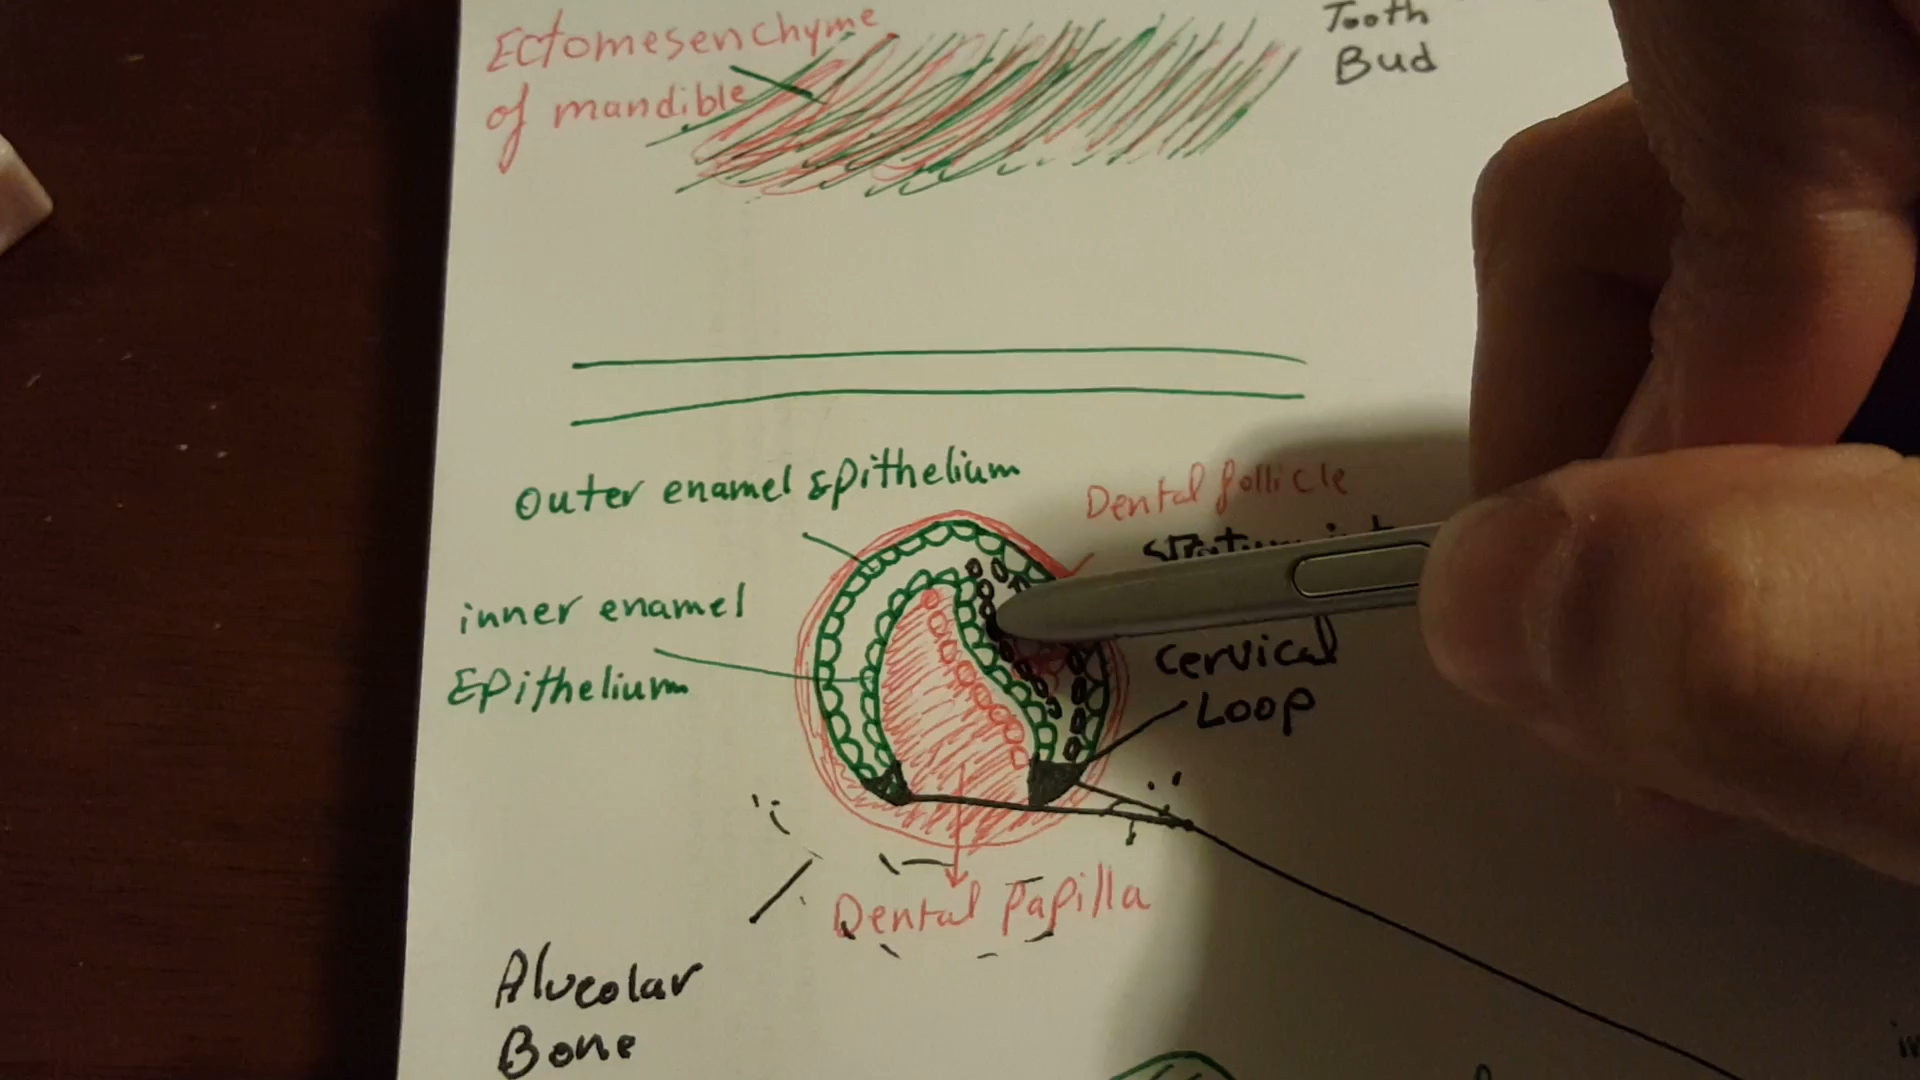 Ectomesenchyme
of mandible
Tooth
Bud
outer enamel Epithelium
Dental follicle
inner enamel
Epithelium
Cervical
Loop
Dental Papilla
Alveolar
Bone